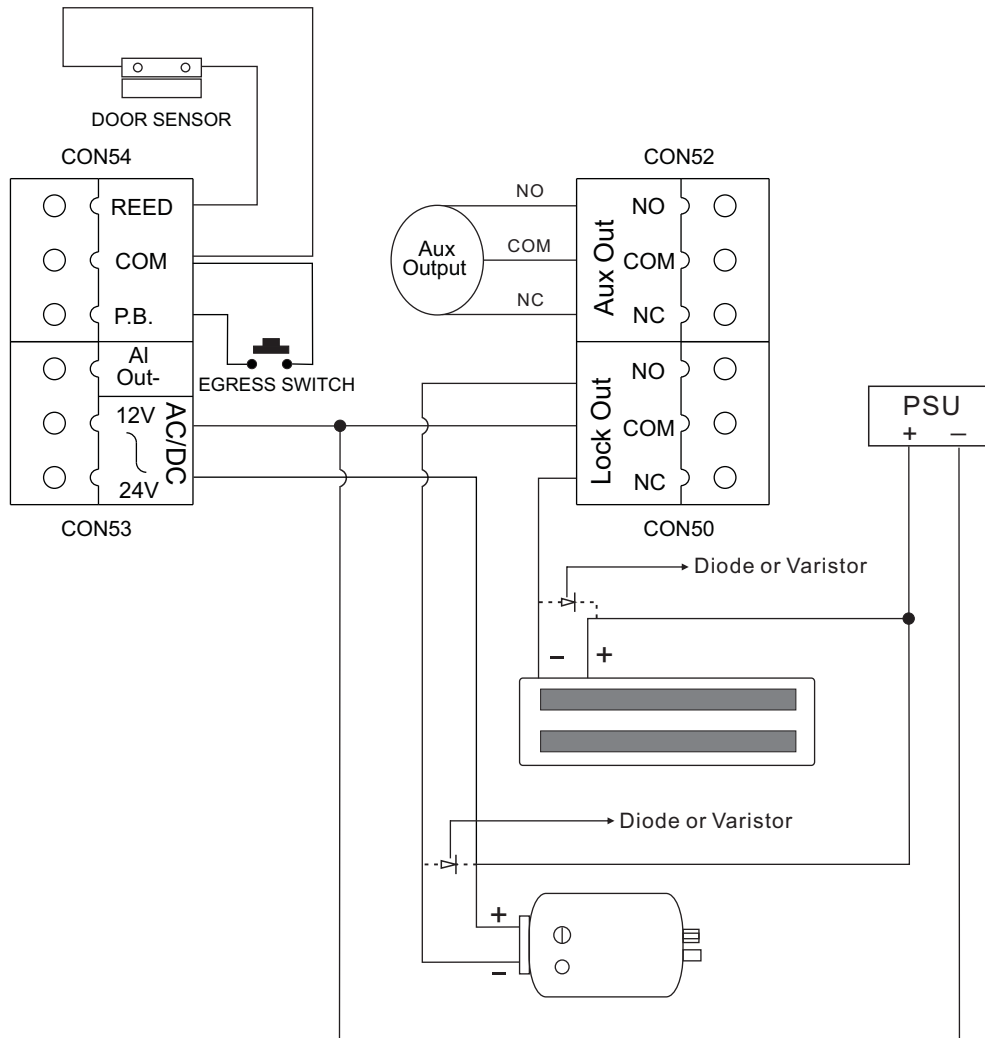 DOOR SENSOR
CON54
REED
COM
P.B.
AI
Out-
12V
24V
AC/DC
CON53
EGRESS SWITCH
CON52
NO
COM
NC
Aux
Output
Aux Out
NO
COM
NC
Lock Out
NO
COM
NC
CON50
PSU
+ −
Diode or Varistor
− +
Diode or Varistor
+
−